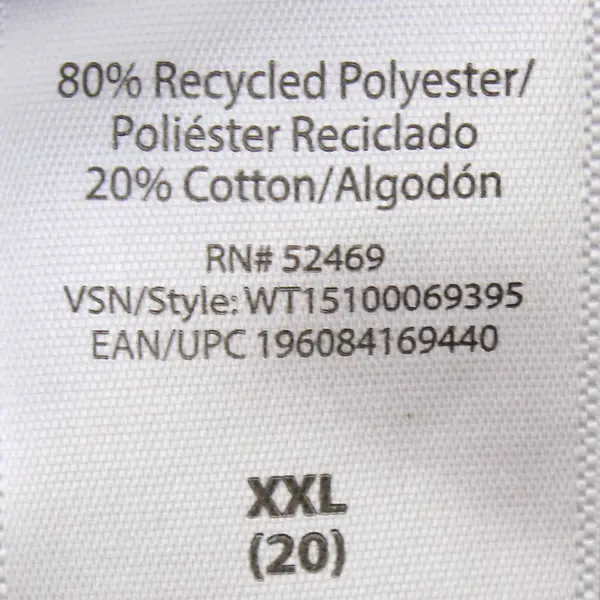 80% Recycled Polyester/
Poliéster Reciclado
20% Cotton/Algodón
RN# 52469
VSN/Style: WT15100069395
EAN/UPC 196084169440
XXL
(20)